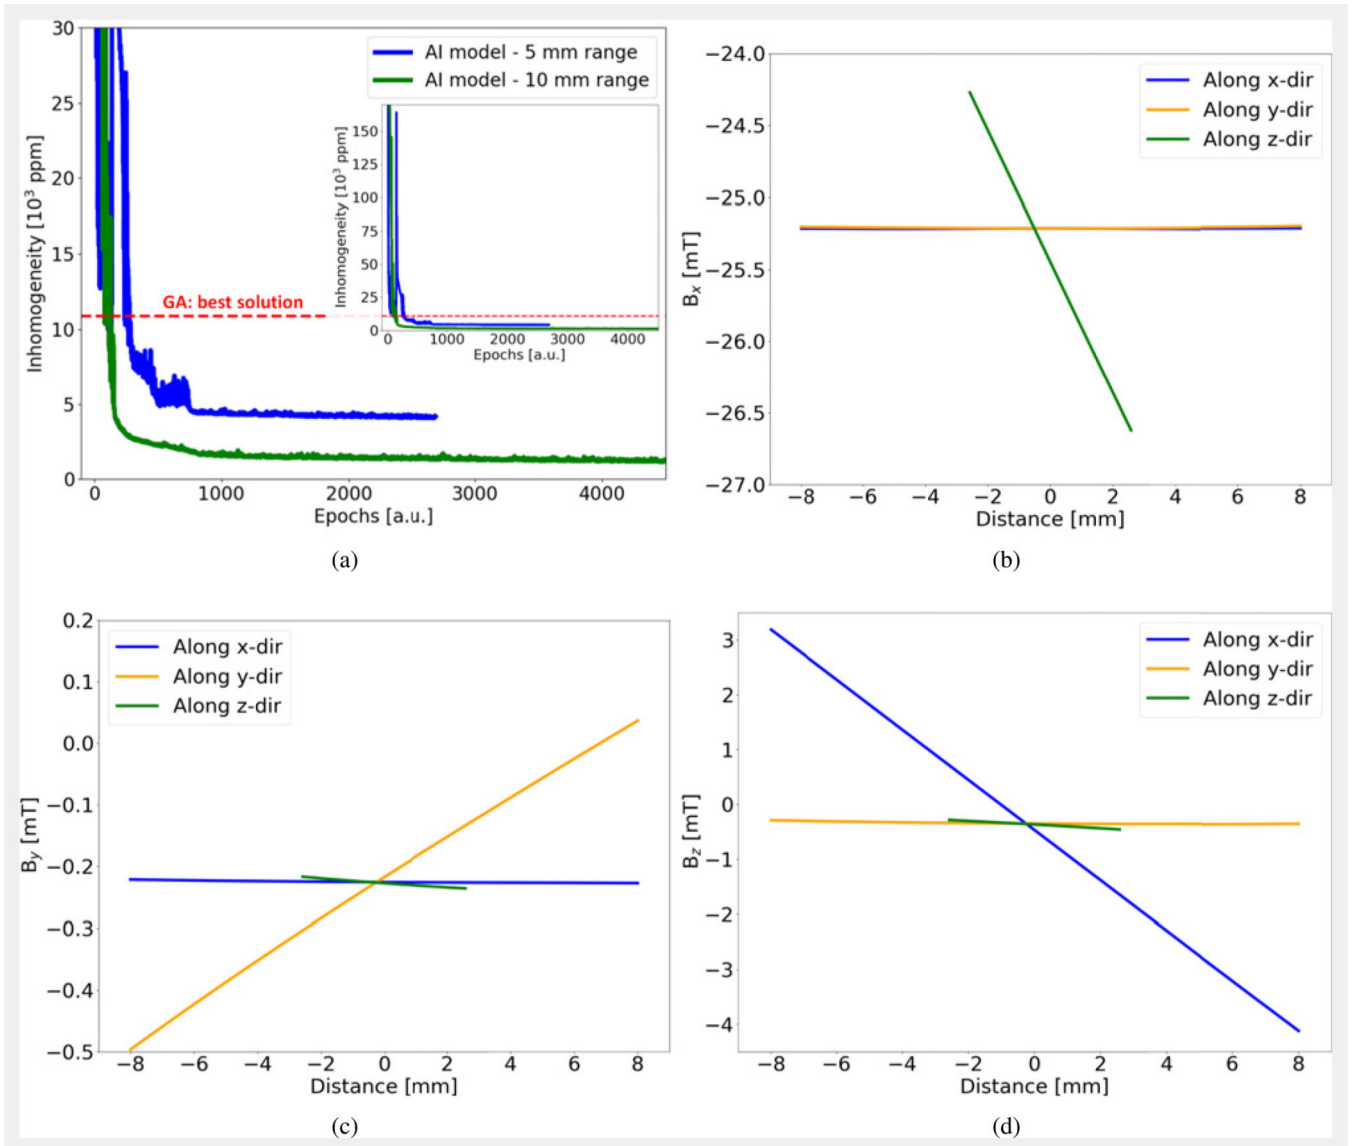 30
25
20
15
10
5
0
Inhomogeneity [10³ ppm]
AI model - 5 mm range
AI model - 10 mm range
GA: best solution
150
125
100
75
50
25
0
Inhomogeneity [10³ ppm]
0 1000 2000 3000 4000
Epochs [a.u.]
0 1000 2000 3000 4000
Epochs [a.u.]
(a)
−24.0
−24.5
−25.0
−25.5
−26.0
−26.5
−27.0
Bₓ [mT]
Along x-dir
Along y-dir
Along z-dir
−8 −6 −4 −2 0 2 4 6 8
Distance [mm]
(b)
0.2
0.1
0.0
−0.1
−0.2
−0.3
−0.4
−0.5
B_y [mT]
Along x-dir
Along y-dir
Along z-dir
−8 −6 −4 −2 0 2 4 6 8
Distance [mm]
(c)
3
2
1
0
−1
−2
−3
−4
B_z [mT]
Along x-dir
Along y-dir
Along z-dir
−8 −6 −4 −2 0 2 4 6 8
Distance [mm]
(d)